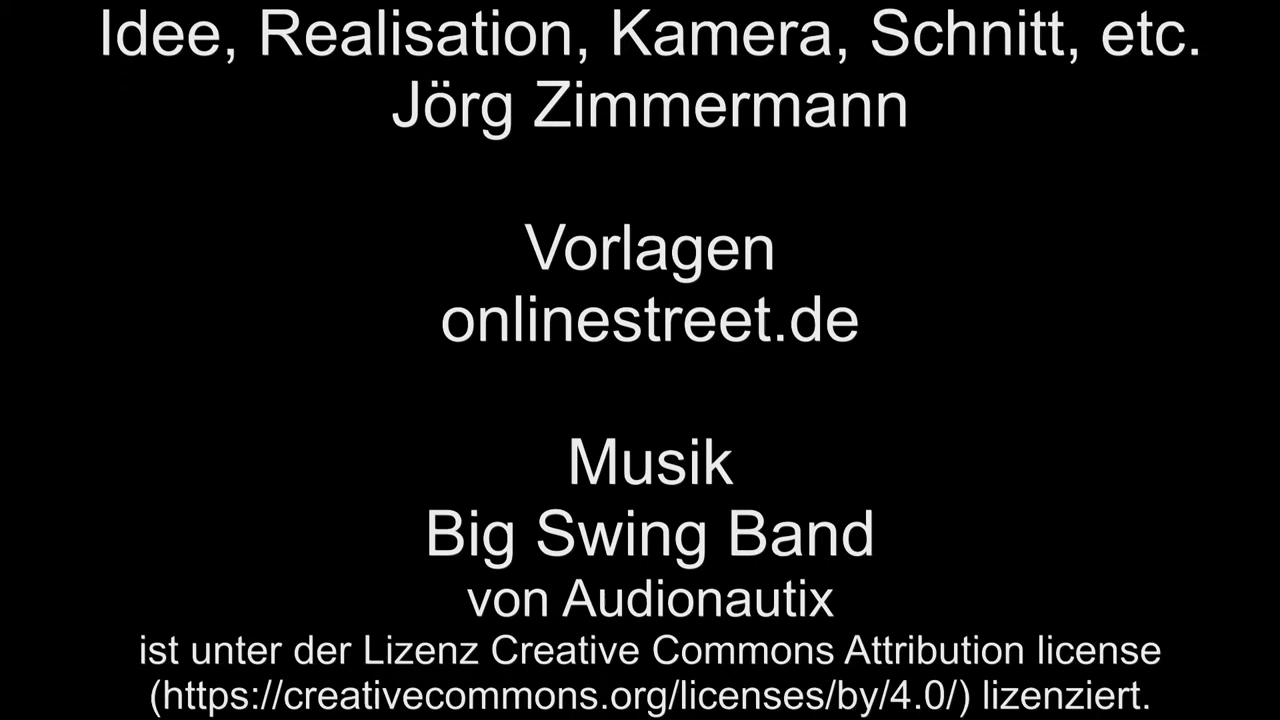 Idee, Realisation, Kamera, Schnitt, etc.
Jörg Zimmermann
Vorlagen
onlinestreet.de
Musik
Big Swing Band
von Audionautix
ist unter der Lizenz Creative Commons Attribution license
(https://creativecommons.org/licenses/by/4.0/) lizenziert.